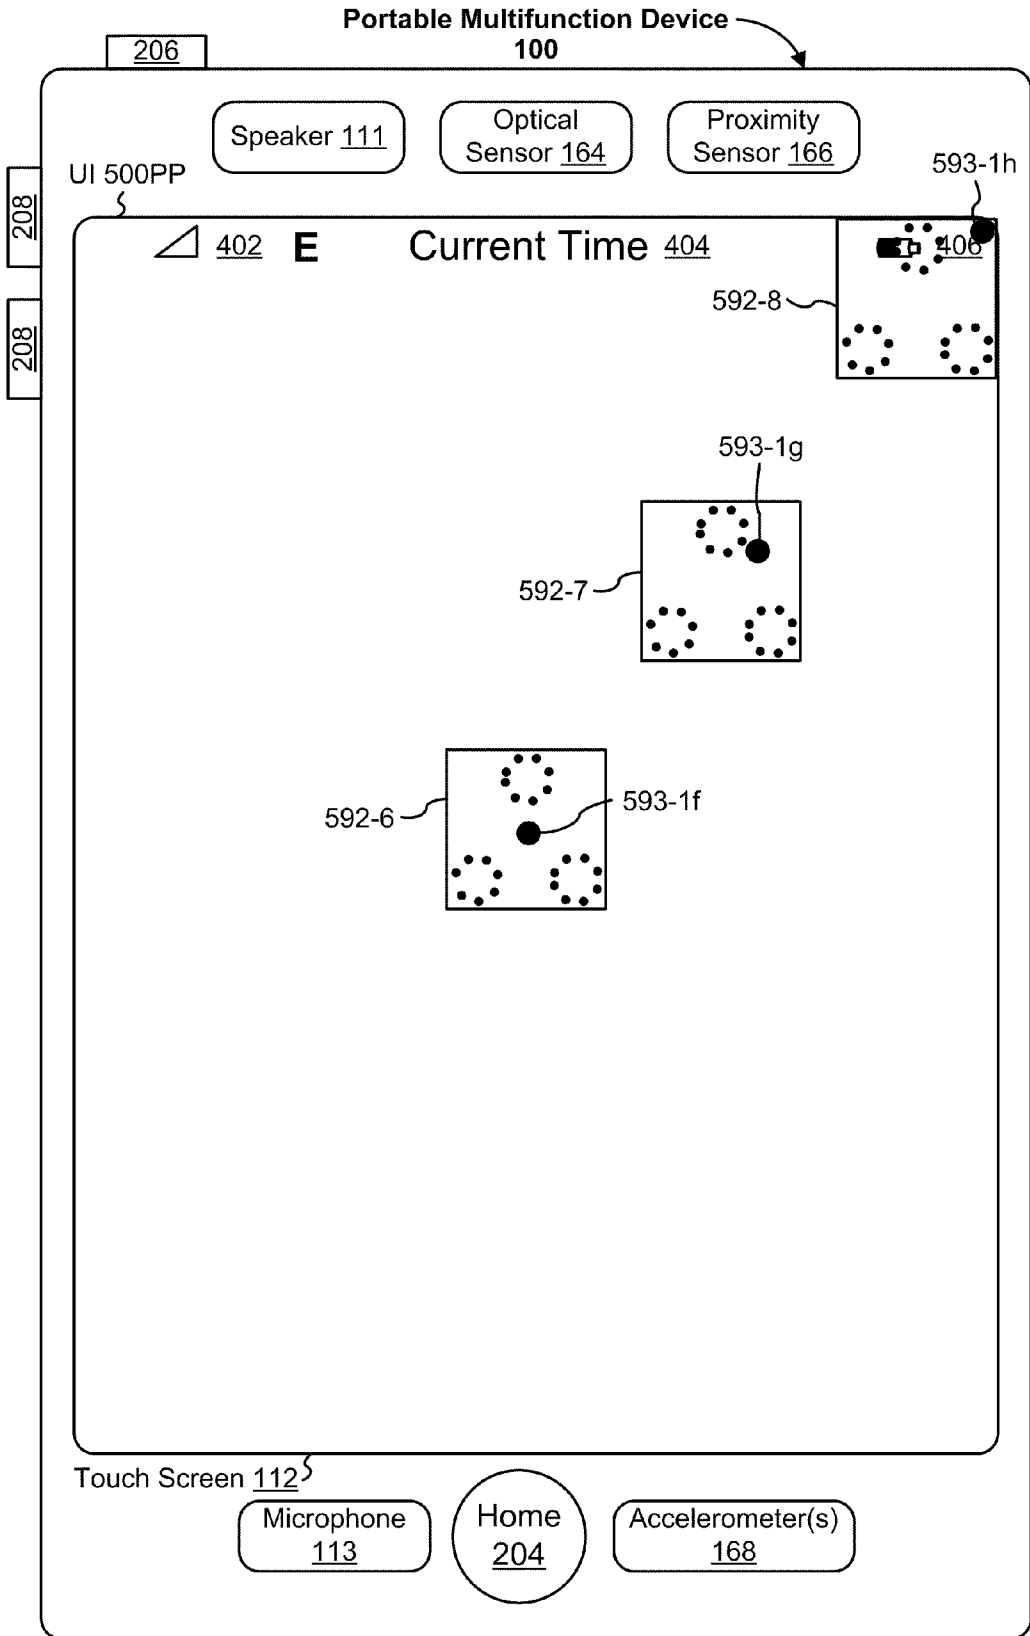 Portable Multifunction Device
100
206
Speaker 111
Optical
Sensor 164
Proximity
Sensor 166
UI 500PP
593-1h
208
402 E Current Time 404 406
592-8
208
593-1g
592-7
592-6
593-1f
Touch Screen 112
Microphone
113
Home
204
Accelerometer(s)
168